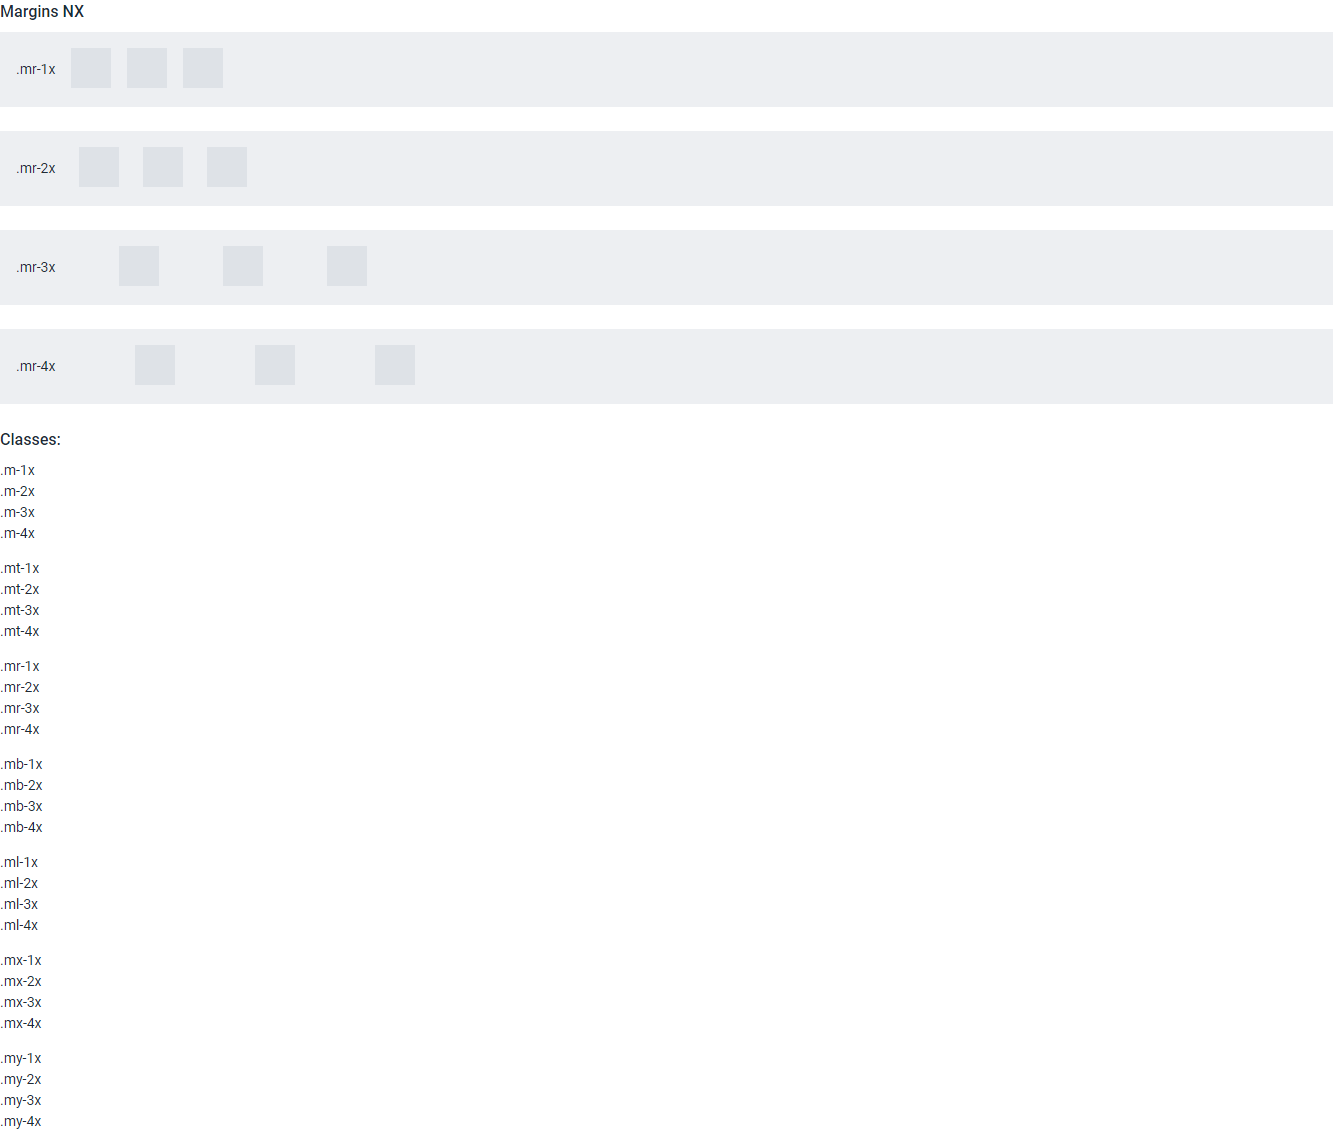 Margins NX
.mr-1x
.mr-2x
.mr-3x
.mr-4x
Classes:
.m-1x
.m-2x
.m-3x
.m-4x
.mt-1x
.mt-2x
.mt-3x
.mt-4x
.mr-1x
.mr-2x
.mr-3x
.mr-4x
.mb-1x
.mb-2x
.mb-3x
.mb-4x
.ml-1x
.ml-2x
.ml-3x
.ml-4x
.mx-1x
.mx-2x
.mx-3x
.mx-4x
.my-1x
.my-2x
.my-3x
.my-4x